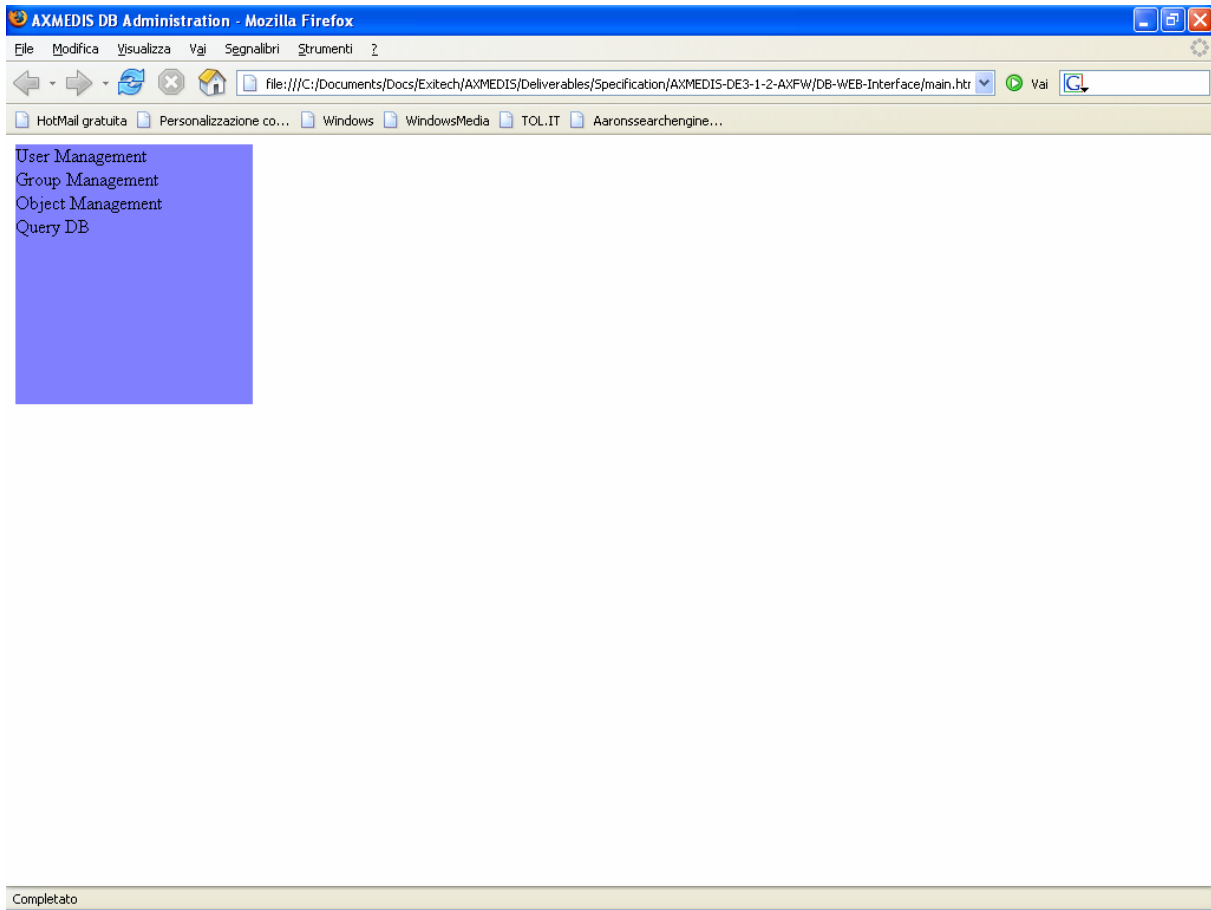 AXMEDIS DB Administration - Mozilla Firefox
File Modifica Visualizza Vai Segnalibri Strumenti ?
file:///C:/Documents/Docs/Exitech/AXMEDIS/Deliverables/Specification/AXMEDIS-DE3-1-2-AXFW/DB-WEB-Interface/main.htr Vai G
HotMail gratuita Personalizzazione co... Windows WindowsMedia TOL.IT Aaronssearchengine...
User Management
Group Management
Object Management
Query DB
Completato